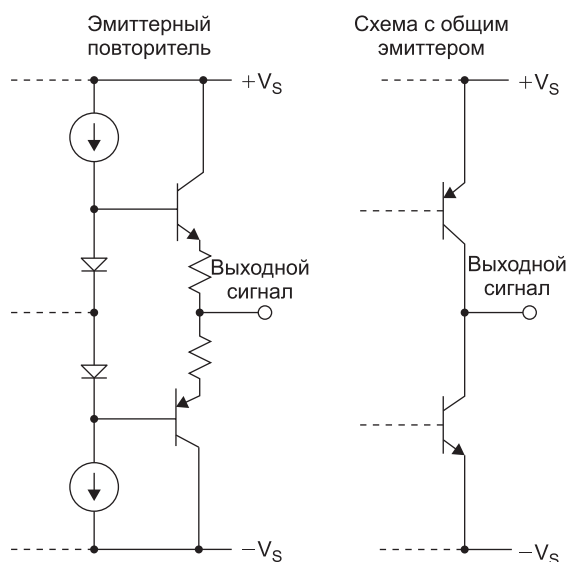 Эмиттерный
повторитель
Схема с общим
эмиттером
+VS
+VS
Выходной
сигнал
Выходной
сигнал
−VS
−VS